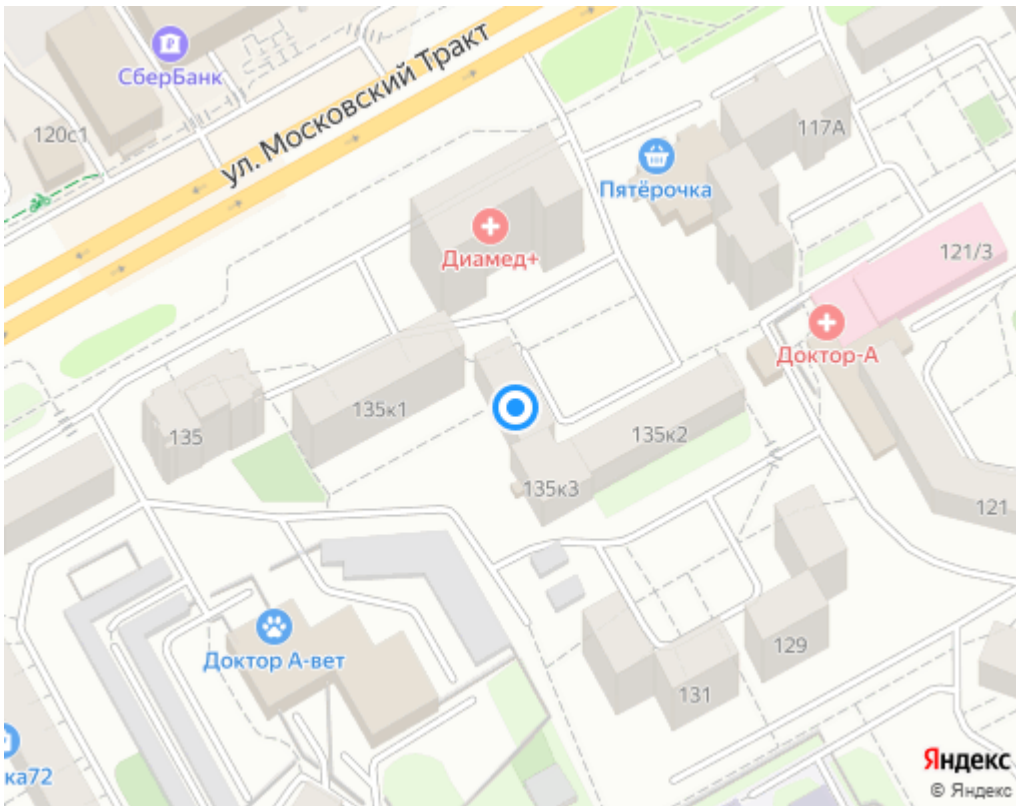 СберБанк
ул. Московский Тракт
120с1
117А
Пятёрочка
Диамед+
121/3
Доктор-А
135
135к1
135к2
135к3
121
Доктор А-вет
129
131
ка72
Яндекс
© Яндекс